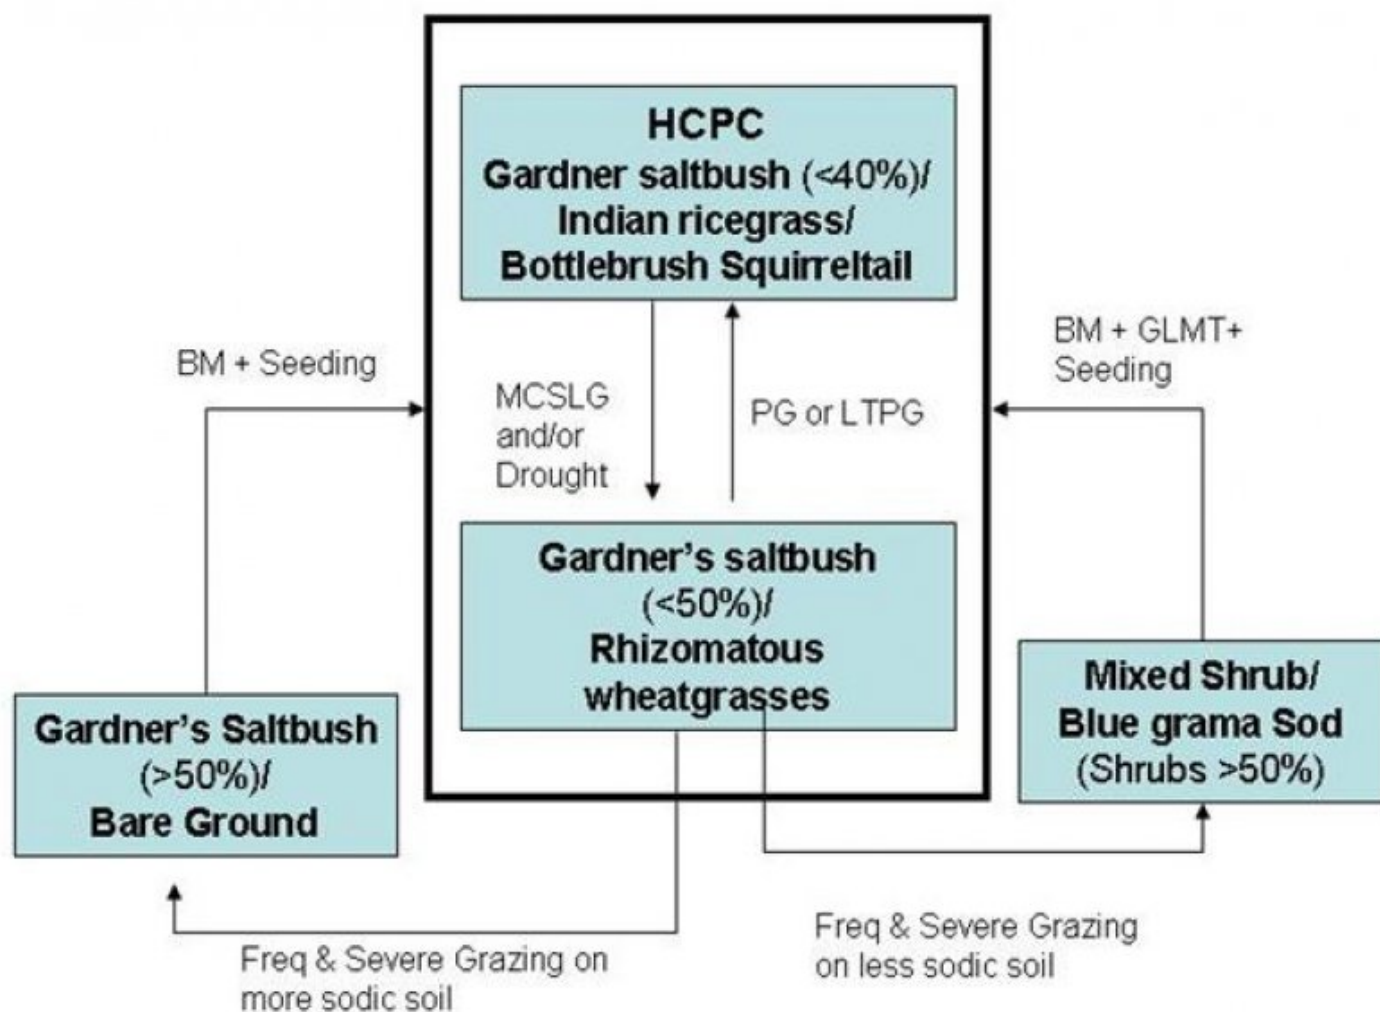 HCPC
Gardner saltbush (<40%)/
Indian ricegrass/
Bottlebrush Squirreltail
BM + Seeding
BM + GLMT+
Seeding
MCSLG
and/or
Drought
PG or LTPG
Gardner's saltbush
(<50%)/
Rhizomatous
wheatgrasses
Gardner's Saltbush
(>50%)/
Bare Ground
Mixed Shrub/
Blue grama Sod
(Shrubs >50%)
Freq & Severe Grazing on
more sodic soil
Freq & Severe Grazing
on less sodic soil